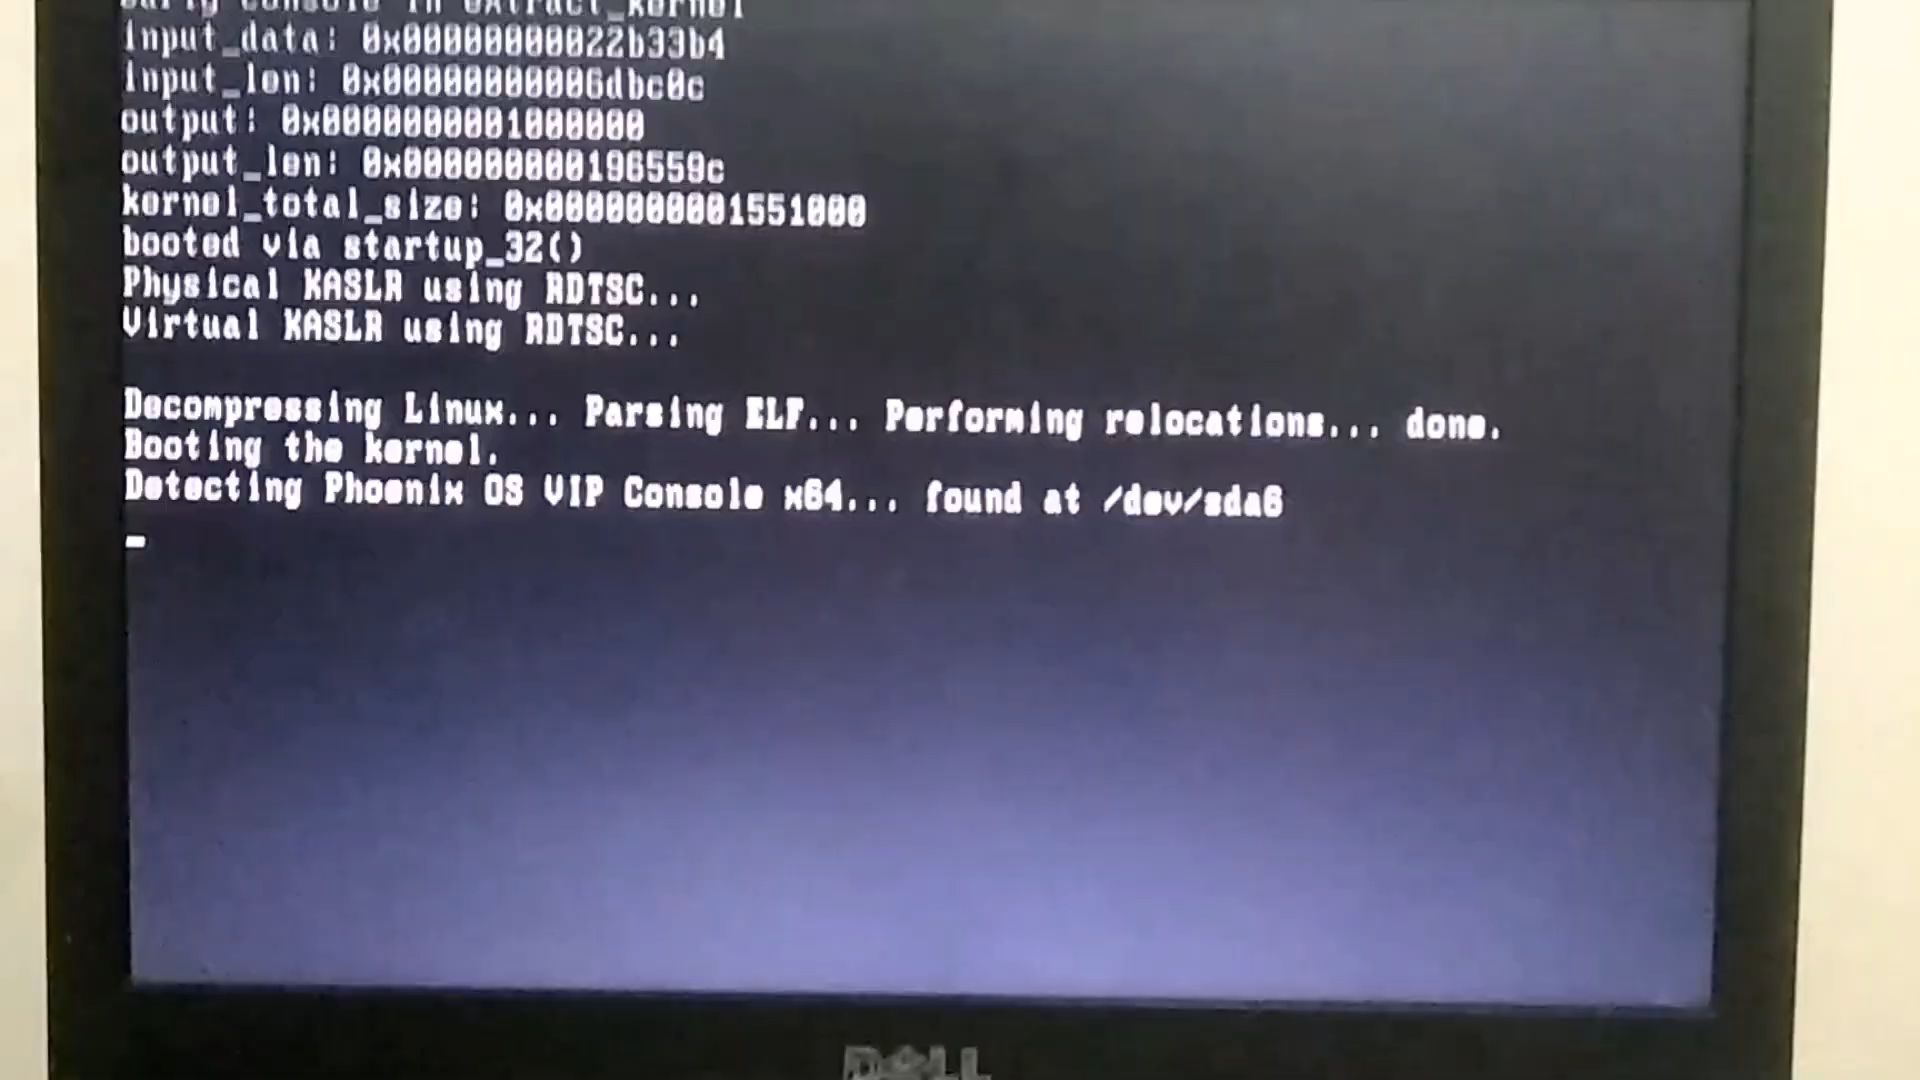 early console in extract_kernel
input_data: 0x00000000022b33b4
input_len: 0x00000000006dbc0c
output: 0x0000000001000000
output_len: 0x000000000196559c
kernel_total_size: 0x0000000001551000
booted via startup_32()
Physical KASLR using RDTSC...
Virtual KASLR using RDTSC...
Decompressing Linux... Parsing ELF... Performing relocations... done.
Booting the kernel.
Detecting Phoenix OS VIP Console x64... found at /dev/sda6
DELL